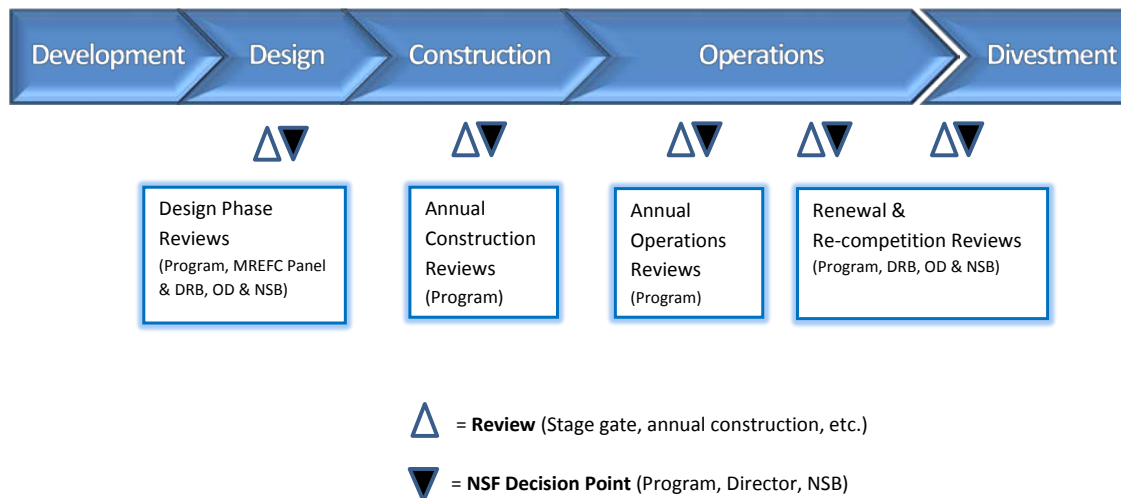 Development
Design
Construction
Operations
Divestment
Design Phase
Reviews
(Program, MREFC Panel
& DRB, OD & NSB)
Annual
Construction
Reviews
(Program)
Annual
Operations
Reviews
(Program)
Renewal &
Re-competition Reviews
(Program, DRB, OD & NSB)
= Review (Stage gate, annual construction, etc.)
= NSF Decision Point (Program, Director, NSB)